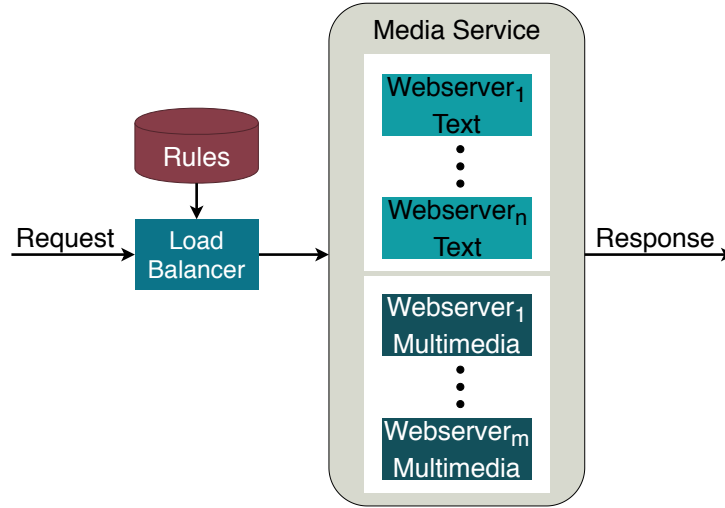 Media Service
Webserver1
Text
Webservern
Text
Rules
Request
Load
Balancer
Response
Webserver1
Multimedia
Webserverm
Multimedia